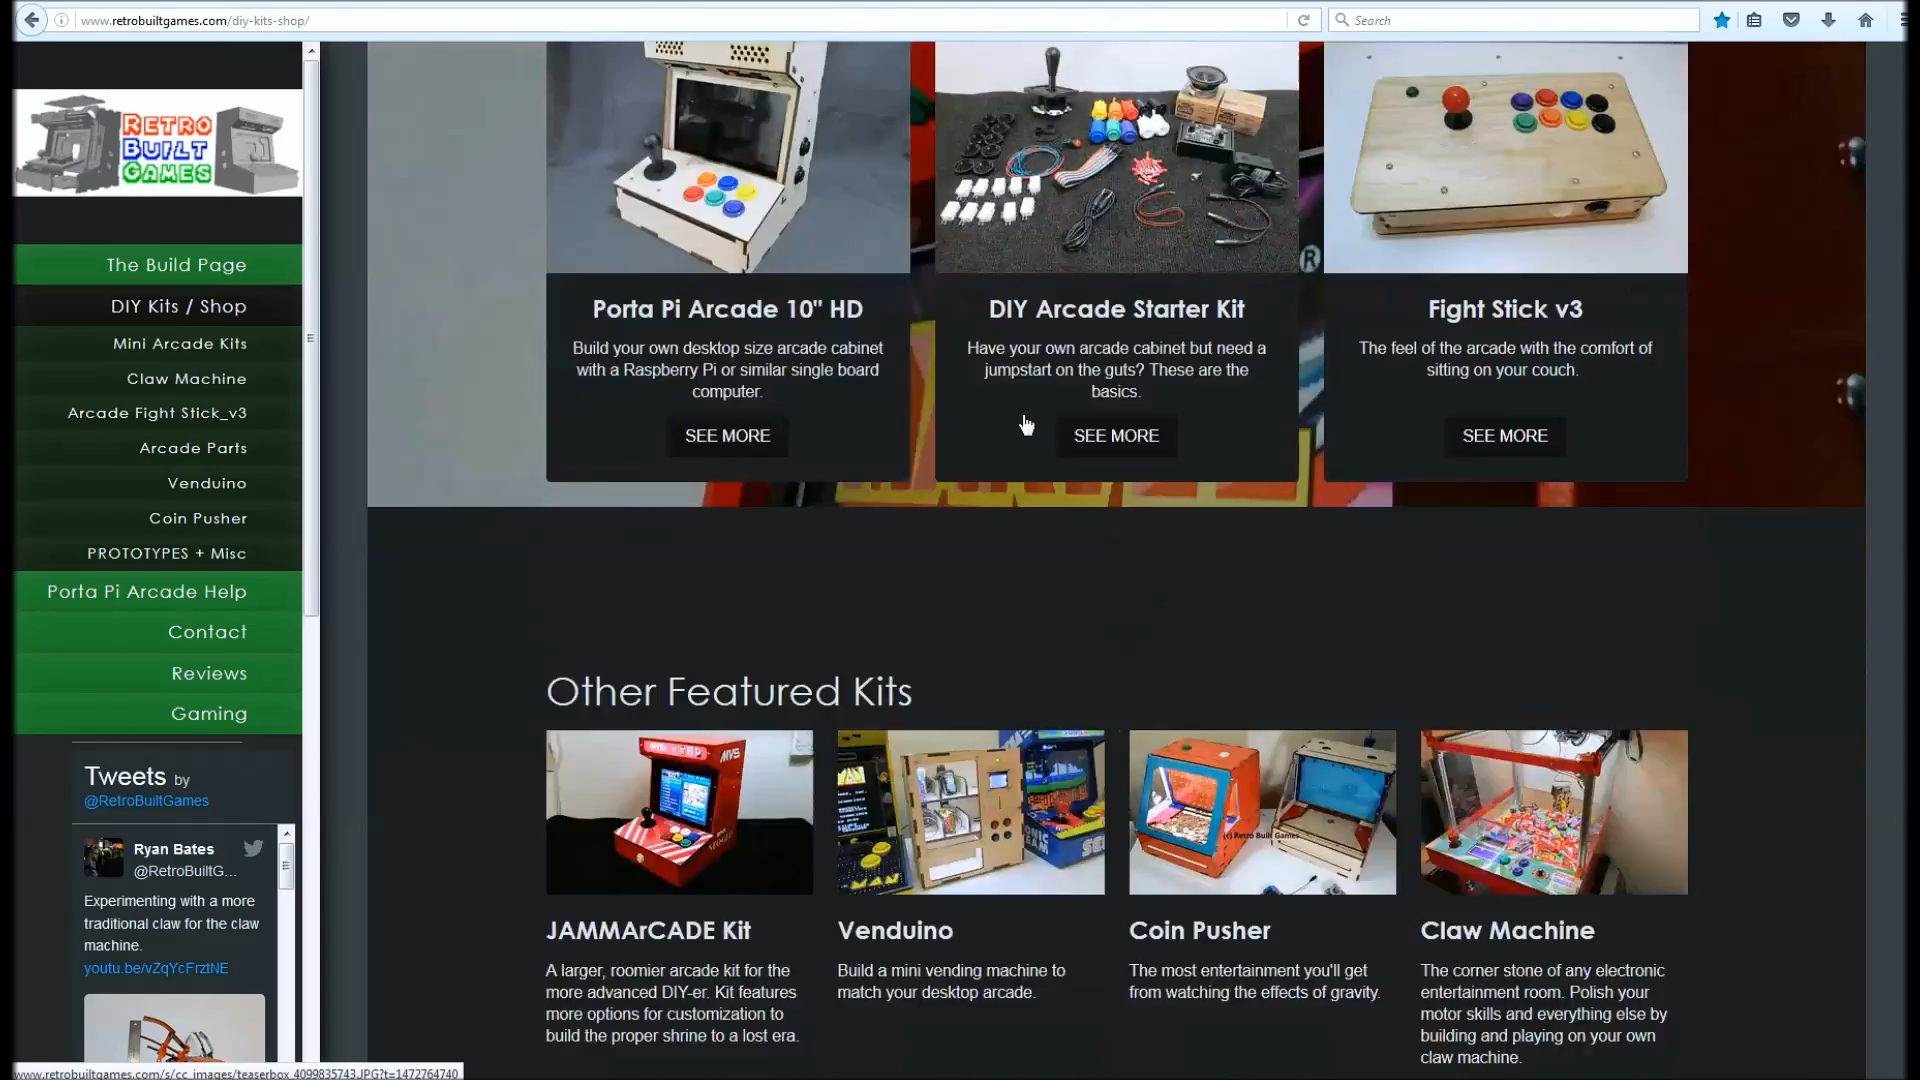 www.retrobuiltgames.com/diy-kits-shop/
Search
RETRO
BUILT
GAMES
The Build Page
DIY Kits / Shop
Mini Arcade Kits
Claw Machine
Arcade Fight Stick_v3
Arcade Parts
Venduino
Coin Pusher
PROTOTYPES + Misc
Porta Pi Arcade Help
Contact
Reviews
Gaming
Tweets by
@RetroBuiltGames
Ryan Bates
@RetroBuiltG...
Experimenting with a more
traditional claw for the claw
machine.
youtu.be/vZqYcFrztNE
Porta Pi Arcade 10" HD
Build your own desktop size arcade cabinet
with a Raspberry Pi or similar single board
computer.
SEE MORE
DIY Arcade Starter Kit
Have your own arcade cabinet but need a
jumpstart on the guts? These are the
basics.
SEE MORE
Fight Stick v3
The feel of the arcade with the comfort of
sitting on your couch.
SEE MORE
®
Other Featured Kits
MVS
SONIC
TEAM
(c) Retro Built Games
JAMMArCADE Kit
A larger, roomier arcade kit for the
more advanced DIY-er. Kit features
more options for customization to
build the proper shrine to a lost era.
Venduino
Build a mini vending machine to
match your desktop arcade.
Coin Pusher
The most entertainment you'll get
from watching the effects of gravity.
Claw Machine
The corner stone of any electronic
entertainment room. Polish your
motor skills and everything else by
building and playing on your own
claw machine.
www.retrobuiltgames.com/s/cc_images/teaserbox_4099835743.JPG?t=1472764740